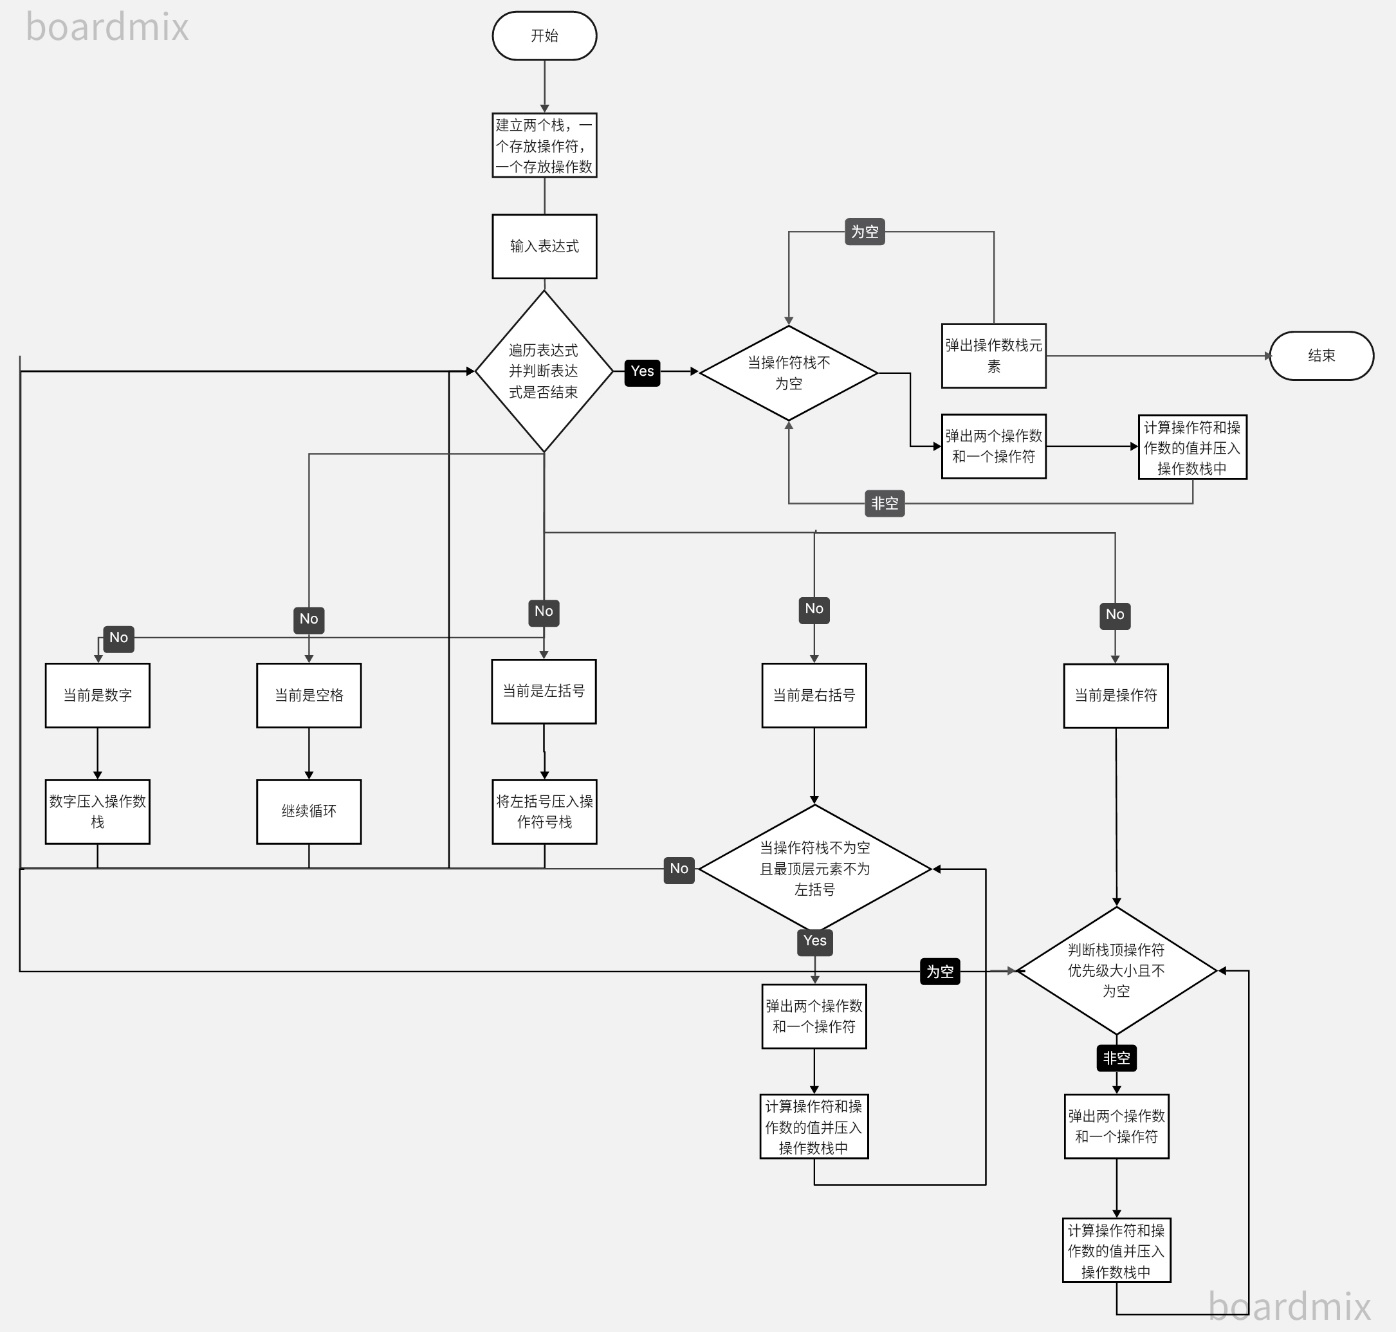 boardmix
开始
建立两个栈，一
个存放操作符，
一个存放操作数
输入表达式
为空
遍历表达式
并判断表达
式是否结束
Yes
当操作符栈不
为空
弹出操作数栈元
素
结束
弹出两个操作数
和一个操作符
计算操作符和操
作数的值并压入
操作数栈中
非空
No
No
No
No
No
当前是数字
当前是空格
当前是左括号
当前是右括号
当前是操作符
数字压入操作数
栈
继续循环
将左括号压入操
作符号栈
No
当操作符栈不为空
且最顶层元素不为
左括号
Yes
为空
判断栈顶操作符
优先级大小且不
为空
弹出两个操作数
和一个操作符
非空
计算操作符和操
作数的值并压入
操作数栈中
弹出两个操作数
和一个操作符
计算操作符和操
作数的值并压入
操作数栈中
boardmix